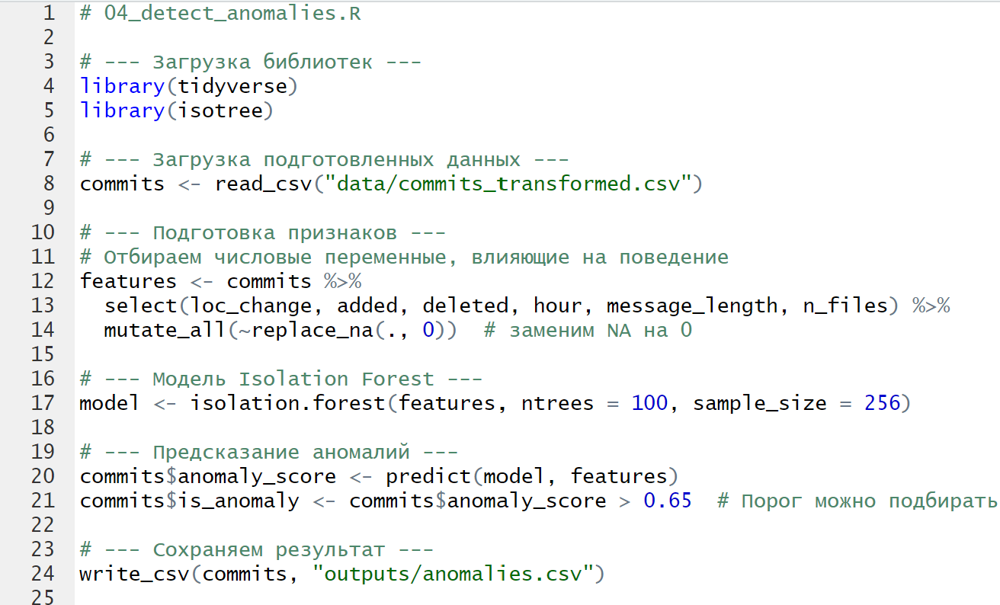 1 # 04_detect_anomalies.R
2
3 # --- Загрузка библиотек ---
4 library(tidyverse)
5 library(isotree)
6
7 # --- Загрузка подготовленных данных ---
8 commits <- read_csv("data/commits_transformed.csv")
9
10 # --- Подготовка признаков ---
11 # Отбираем числовые переменные, влияющие на поведение
12 features <- commits %>%
13   select(loc_change, added, deleted, hour, message_length, n_files) %>%
14   mutate_all(~replace_na(., 0))  # заменим NA на 0
15
16 # --- Модель Isolation Forest ---
17 model <- isolation.forest(features, ntrees = 100, sample_size = 256)
18
19 # --- Предсказание аномалий ---
20 commits$anomaly_score <- predict(model, features)
21 commits$is_anomaly <- commits$anomaly_score > 0.65  # Порог можно подбирать
22
23 # --- Сохраняем результат ---
24 write_csv(commits, "outputs/anomalies.csv")
25